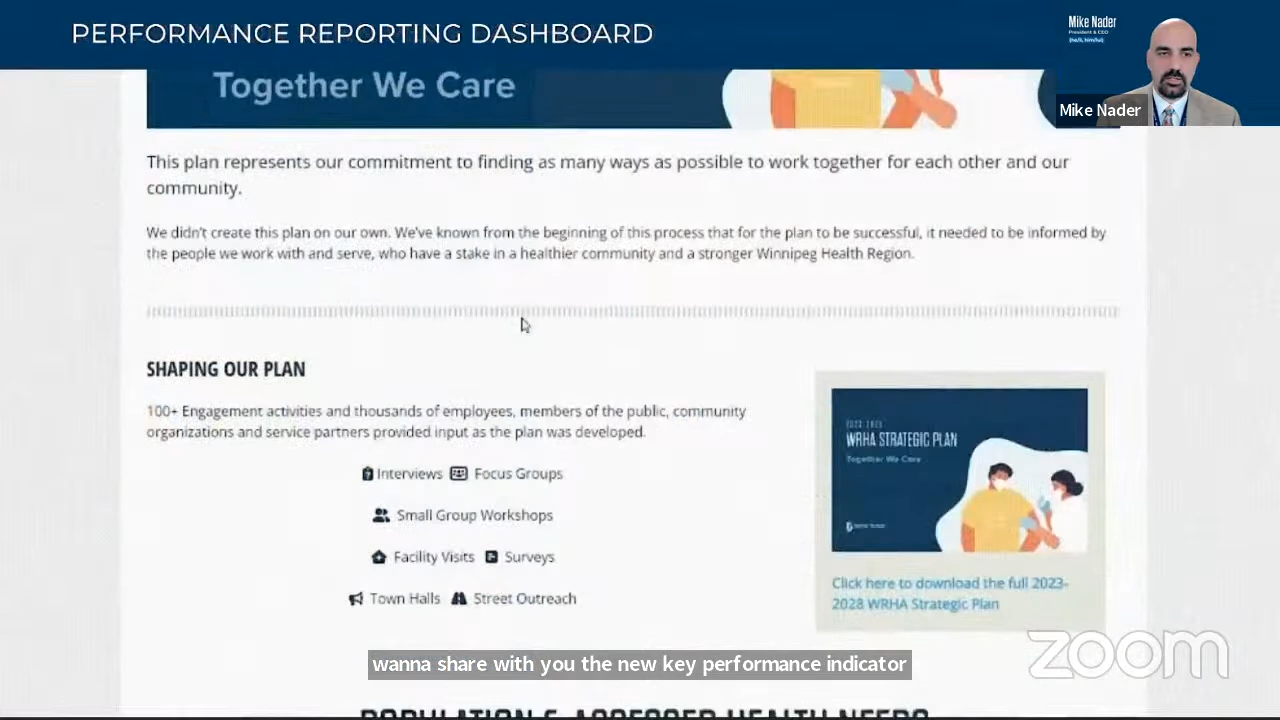 PERFORMANCE REPORTING DASHBOARD
Mike Nader
President & CEO
Mike Nader
Together We Care
This plan represents our commitment to finding as many ways as possible to work together for each other and our
community.
We didn't create this plan on our own. We've known from the beginning of this process that for the plan to be successful, it needed to be informed by
the people we work with and serve, who have a stake in a healthier community and a stronger Winnipeg Health Region.
SHAPING OUR PLAN
100+ Engagement activities and thousands of employees, members of the public, community
organizations and service partners provided input as the plan was developed.
Interviews Focus Groups
Small Group Workshops
Facility Visits Surveys
Town Halls Street Outreach
WRHA STRATEGIC PLAN
Together We Care
Click here to download the full 2023-
2028 WRHA Strategic Plan
zoom
wanna share with you the new key performance indicator
POPULATION & ASSESSED HEALTH NEEDS